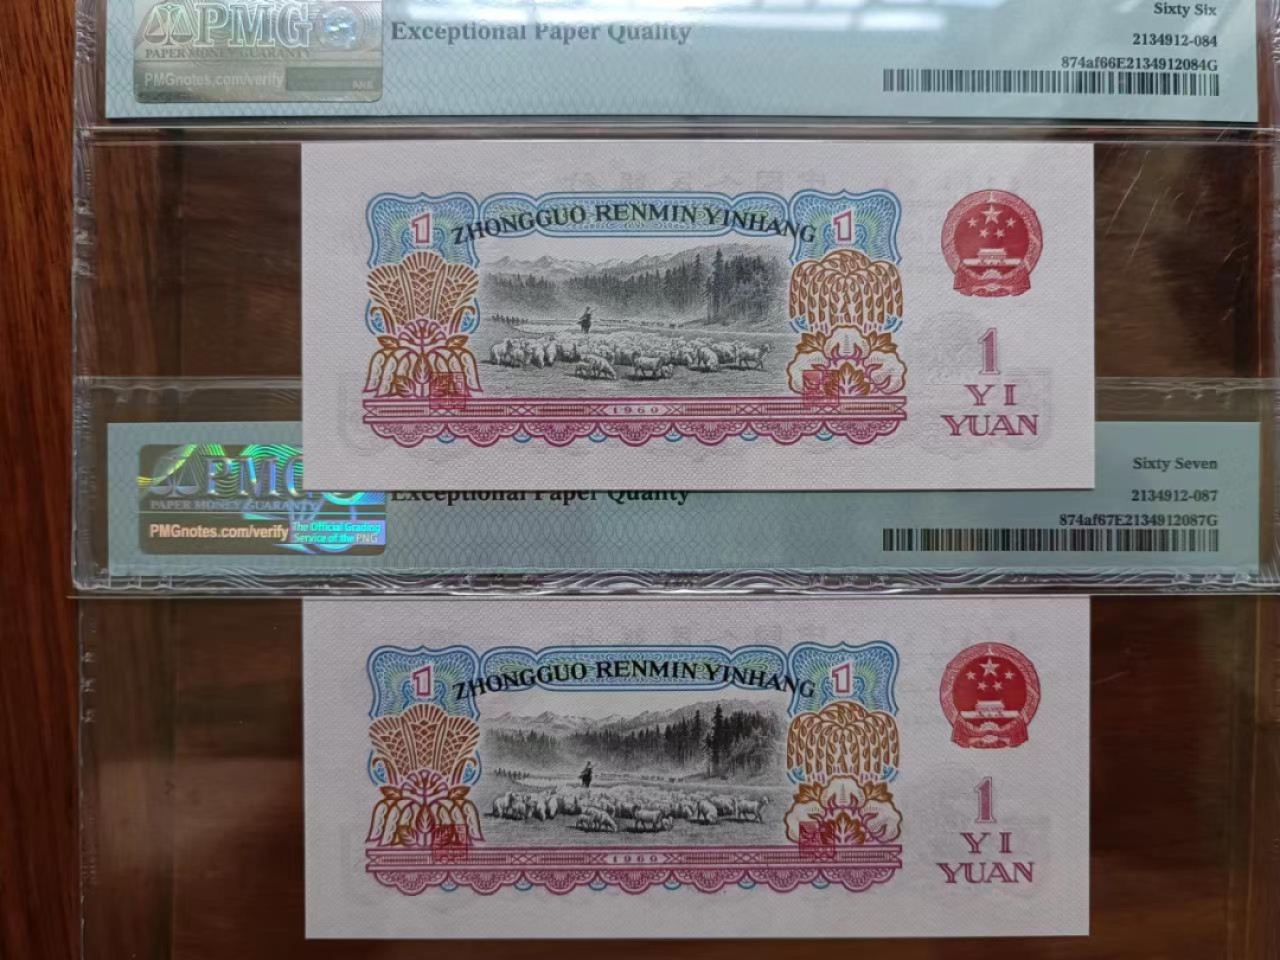 PMG
PAPER MONEY GUARANTY
PMGnotes.com/verify
Exceptional Paper Quality
Sixty Six
2134912-084
874af66E2134912084G
1
ZHONGGUO RENMIN YINHANG
1
1960
1
YI
YUAN
PMG
PAPER MONEY GUARANTY
PMGnotes.com/verify
The Official Grading
Service of the PNG
Exceptional Paper Quality
Sixty Seven
2134912-087
874af67E2134912087G
1
ZHONGGUO RENMIN YINHANG
1
1960
1
YI
YUAN